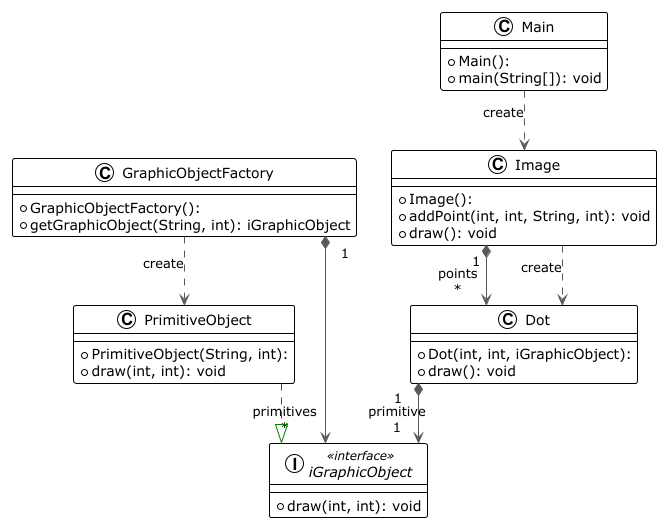 C Main
Main():
main(String[]): void
create
C Image
Image():
addPoint(int, int, String, int): void
draw(): void
C GraphicObjectFactory
GraphicObjectFactory():
getGraphicObject(String, int): iGraphicObject
1
1
points
*
create
create
C PrimitiveObject
PrimitiveObject(String, int):
draw(int, int): void
C Dot
Dot(int, int, iGraphicObject):
draw(): void
primitives
*
1
primitive
1
I «interface»
iGraphicObject
draw(int, int): void